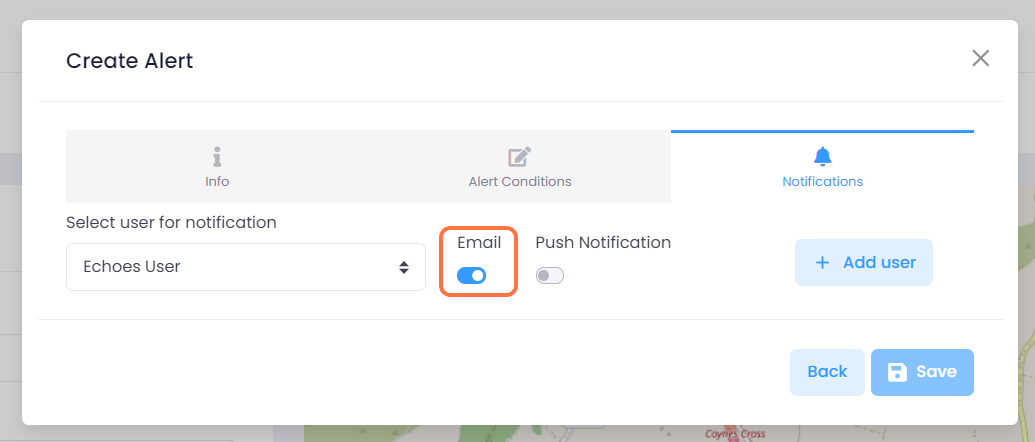 Create Alert
Info
Alert Conditions
Notifications
Select user for notification
Email
Push Notification
Echoes User
Add user
Back
Save
Coynes Cross